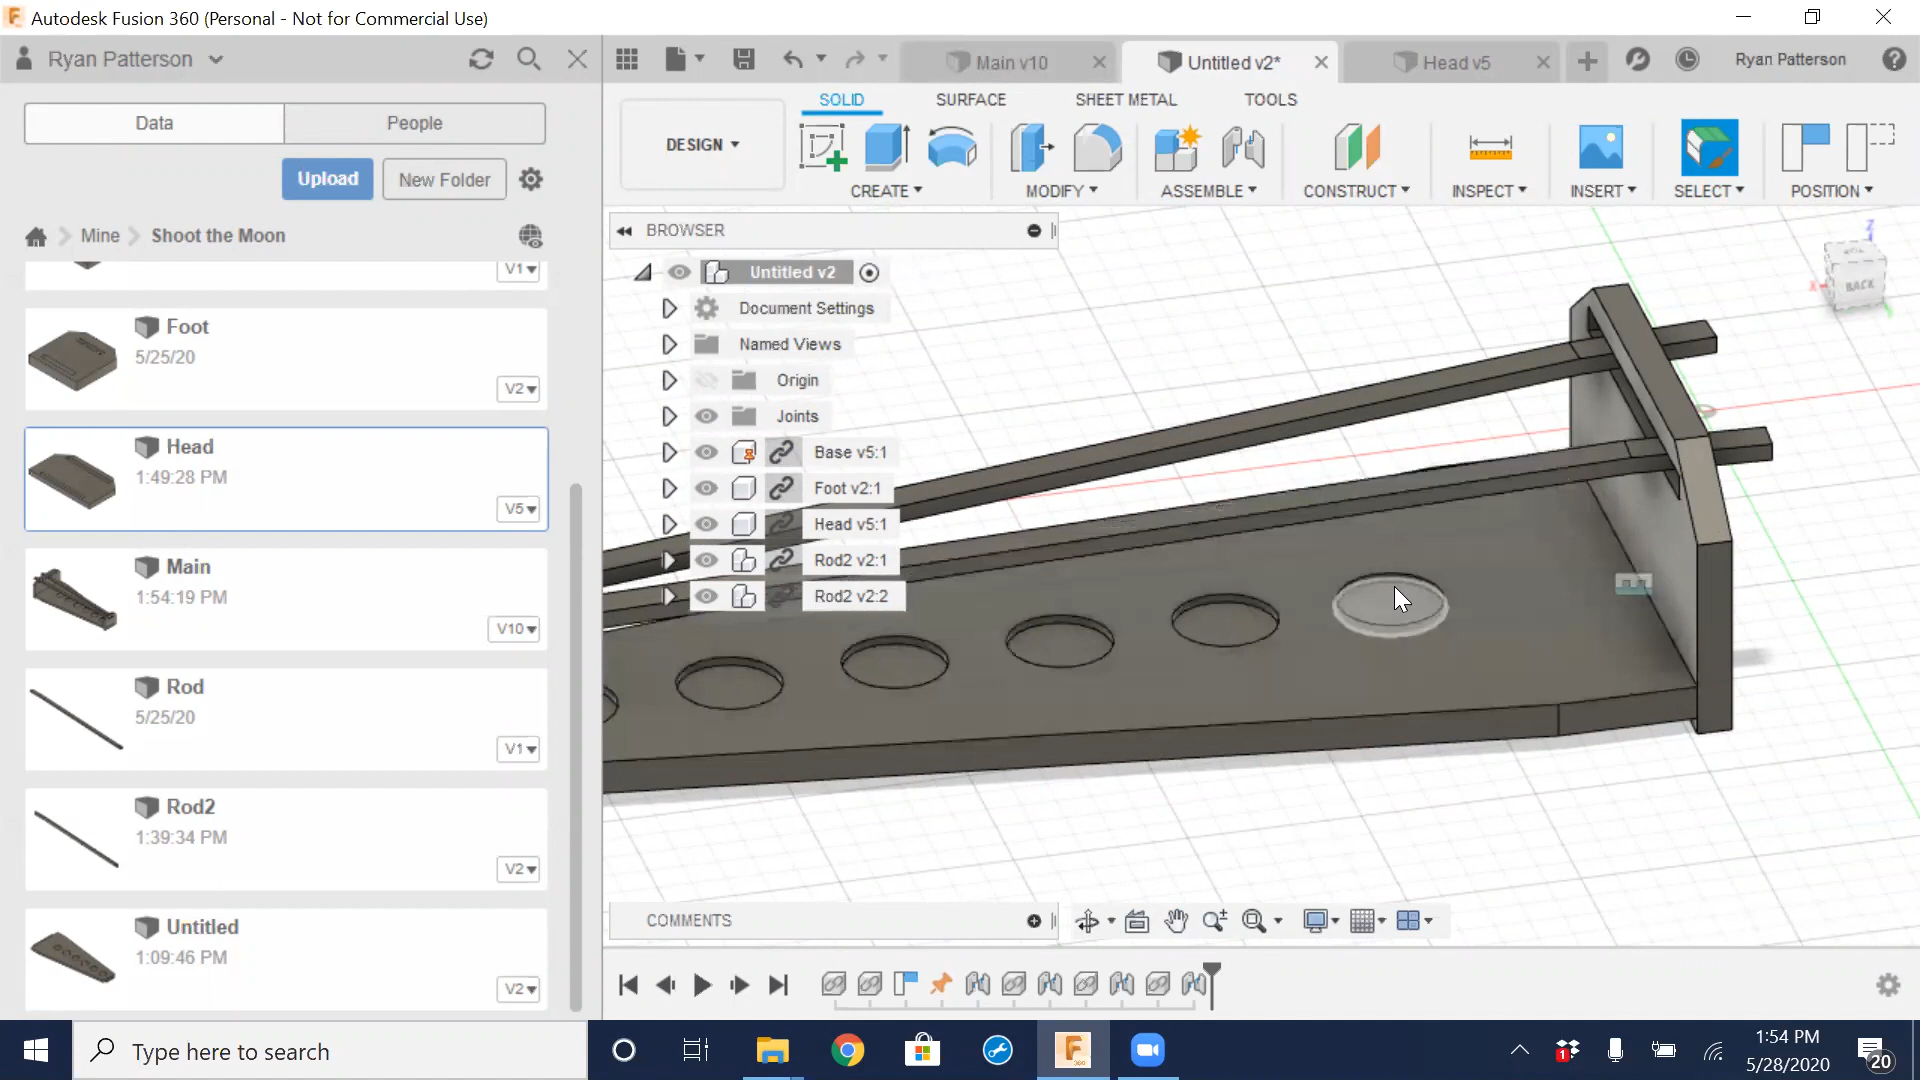 Autodesk Fusion 360 (Personal - Not for Commercial Use)
Ryan Patterson
Main v10
Untitled v2*
Head v5
Ryan Patterson
Data
People
SOLID
SURFACE
SHEET METAL
TOOLS
DESIGN
Upload
New Folder
CREATE
MODIFY
ASSEMBLE
CONSTRUCT
INSPECT
INSERT
SELECT
POSITION
Mine
Shoot the Moon
BROWSER
Untitled v2
Document Settings
Named Views
Origin
Joints
Base v5:1
Foot v2:1
Head v5:1
Rod2 v2:1
Rod2 v2:2
BACK
Z
X
V1
Foot
5/25/20
V2
Head
1:49:28 PM
V5
Main
1:54:19 PM
V10
Rod
5/25/20
V1
Rod2
1:39:34 PM
V2
Untitled
1:09:46 PM
V2
COMMENTS
Type here to search
1:54 PM
5/28/2020
20
1
F
360